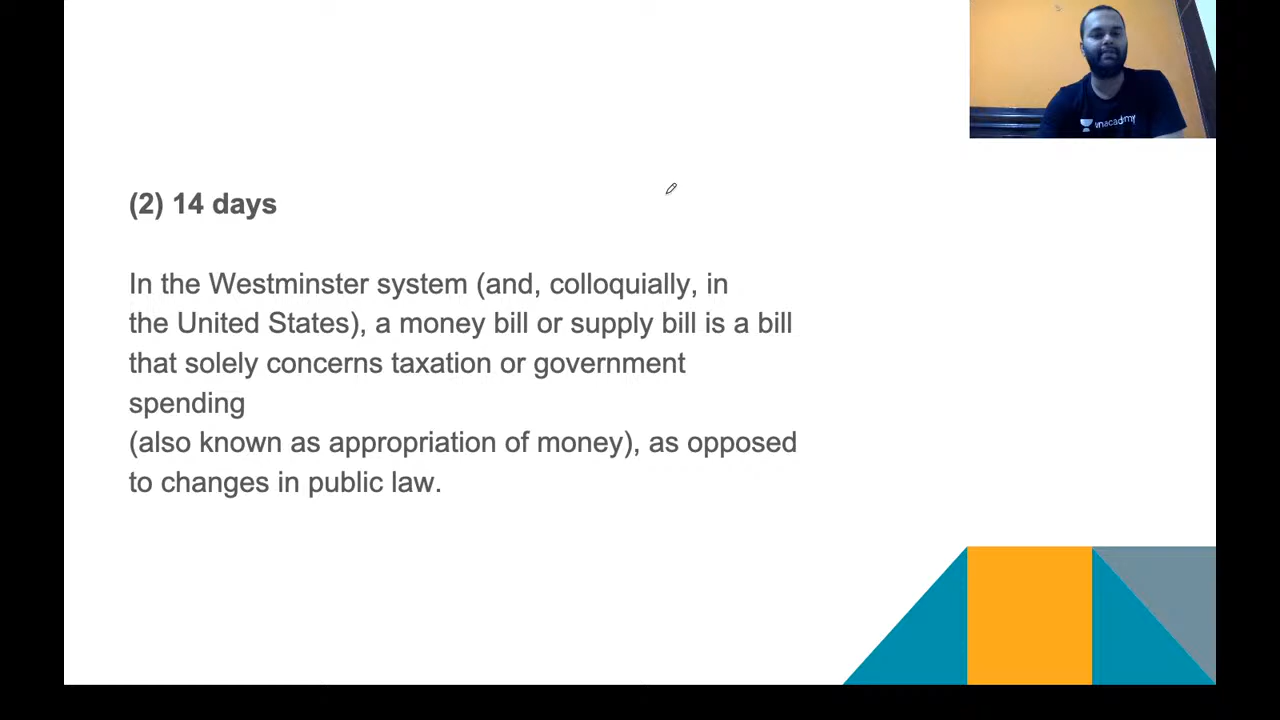 unacademy
(2) 14 days
In the Westminster system (and, colloquially, in
the United States), a money bill or supply bill is a bill
that solely concerns taxation or government
spending
(also known as appropriation of money), as opposed
to changes in public law.